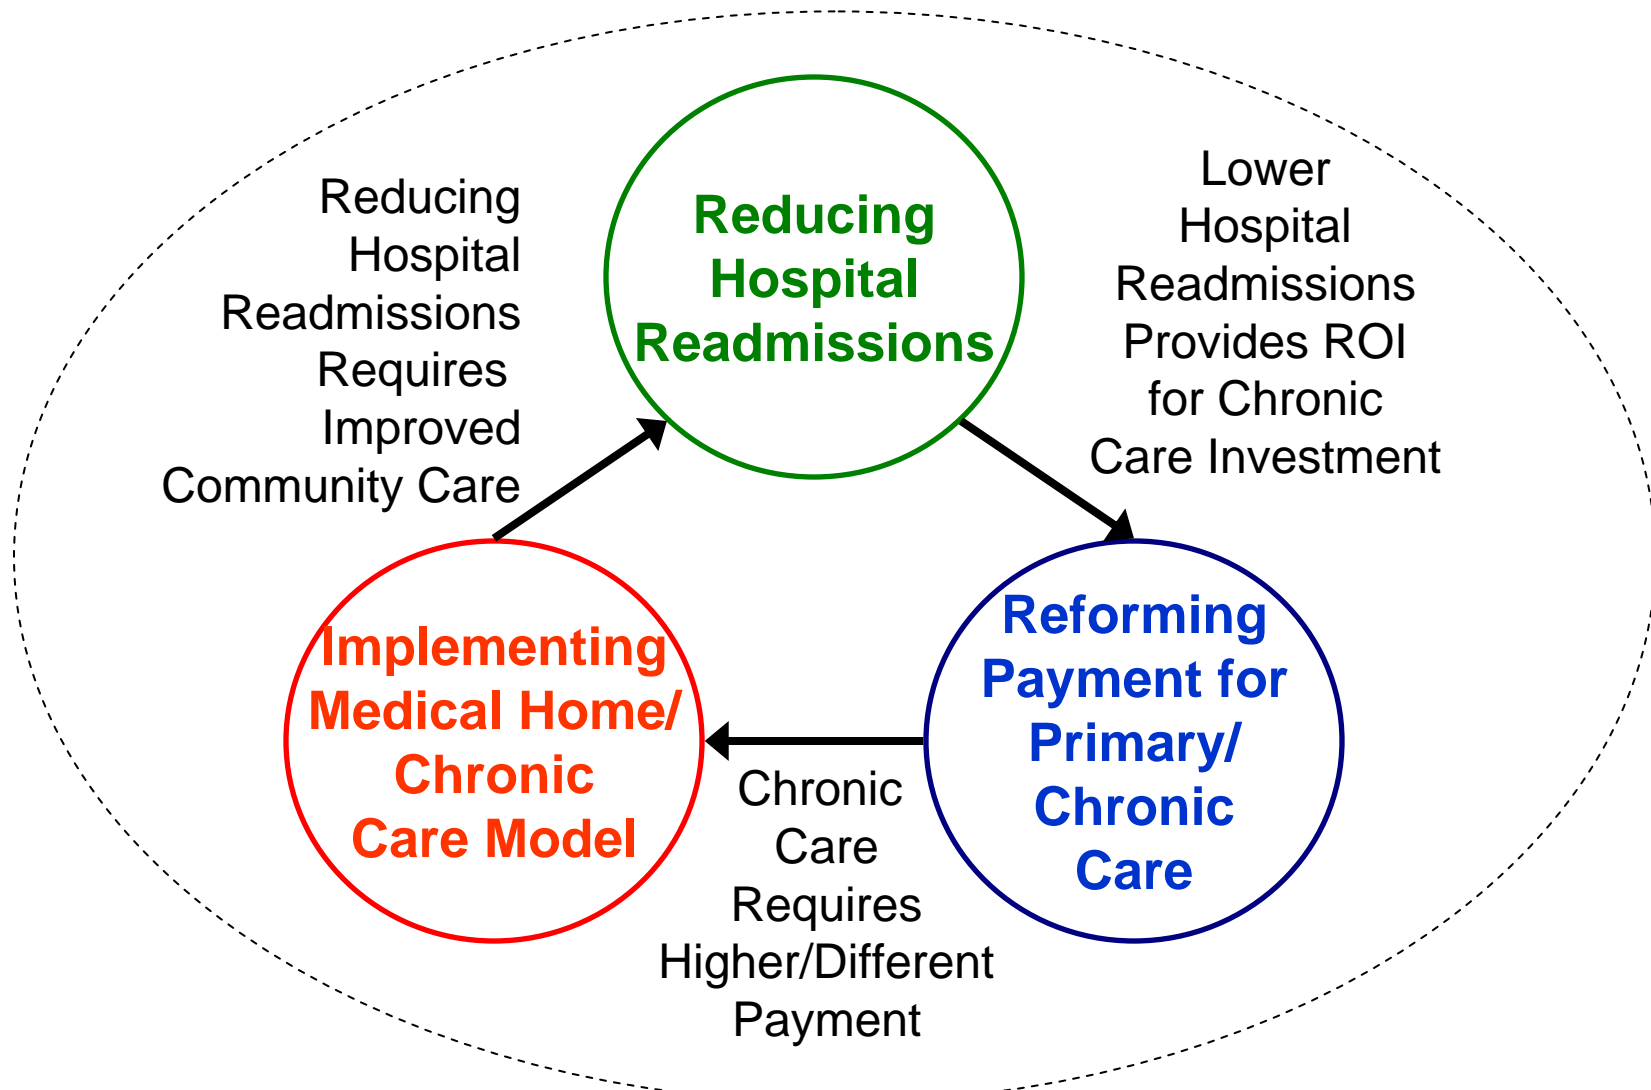 Reducing
Hospital
Readmissions
Requires
Improved
Community Care
Reducing
Hospital
Readmissions
Lower
Hospital
Readmissions
Provides ROI
for Chronic
Care Investment
Implementing
Medical Home/
Chronic
Care Model
Chronic
Care
Requires
Higher/Different
Payment
Reforming
Payment for
Primary/
Chronic
Care